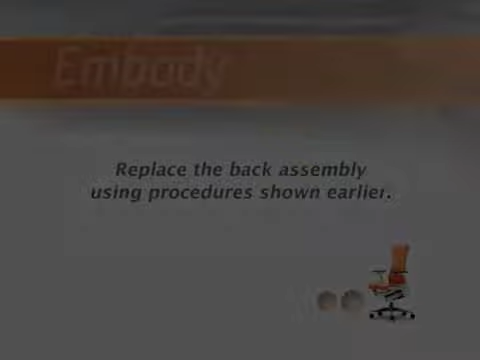 Embody
Replace the back assembly
using procedures shown earlier.